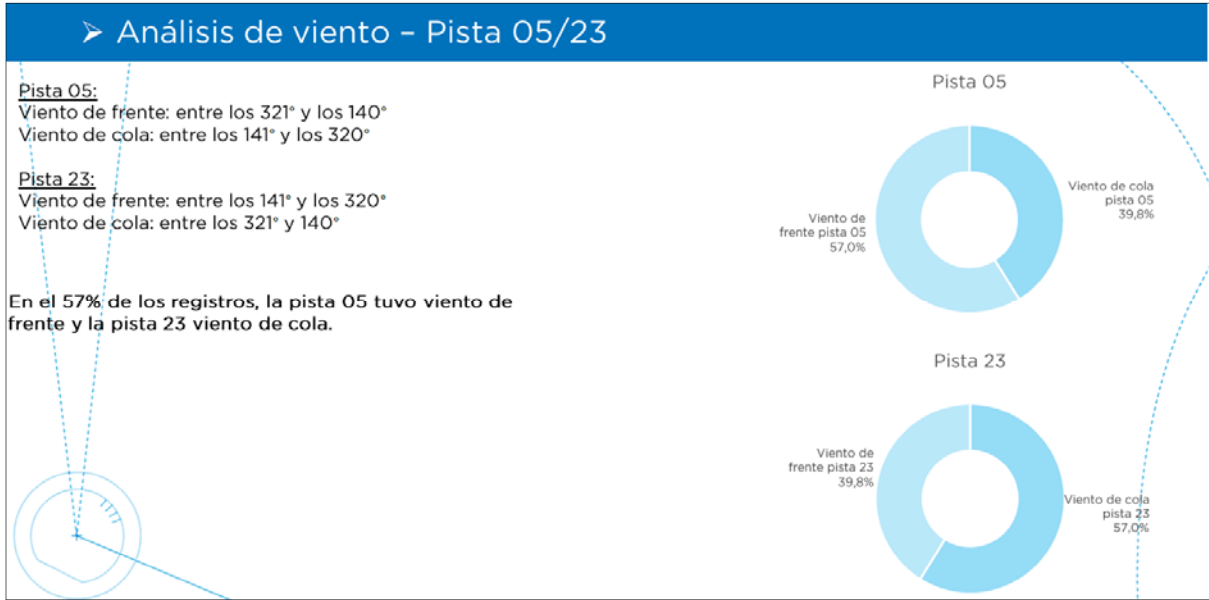 ➢ Análisis de viento – Pista 05/23
Pista 05:
Viento de frente: entre los 321° y los 140°
Viento de cola: entre los 141° y los 320°
Pista 23:
Viento de frente: entre los 141° y los 320°
Viento de cola: entre los 321° y 140°
En el 57% de los registros, la pista 05 tuvo viento de
frente y la pista 23 viento de cola.
Pista 05
Viento de cola
pista 05
39,8%
Viento de
frente pista 05
57,0%
Pista 23
Viento de
frente pista 23
39,8%
Viento de cola
pista 23
57,0%